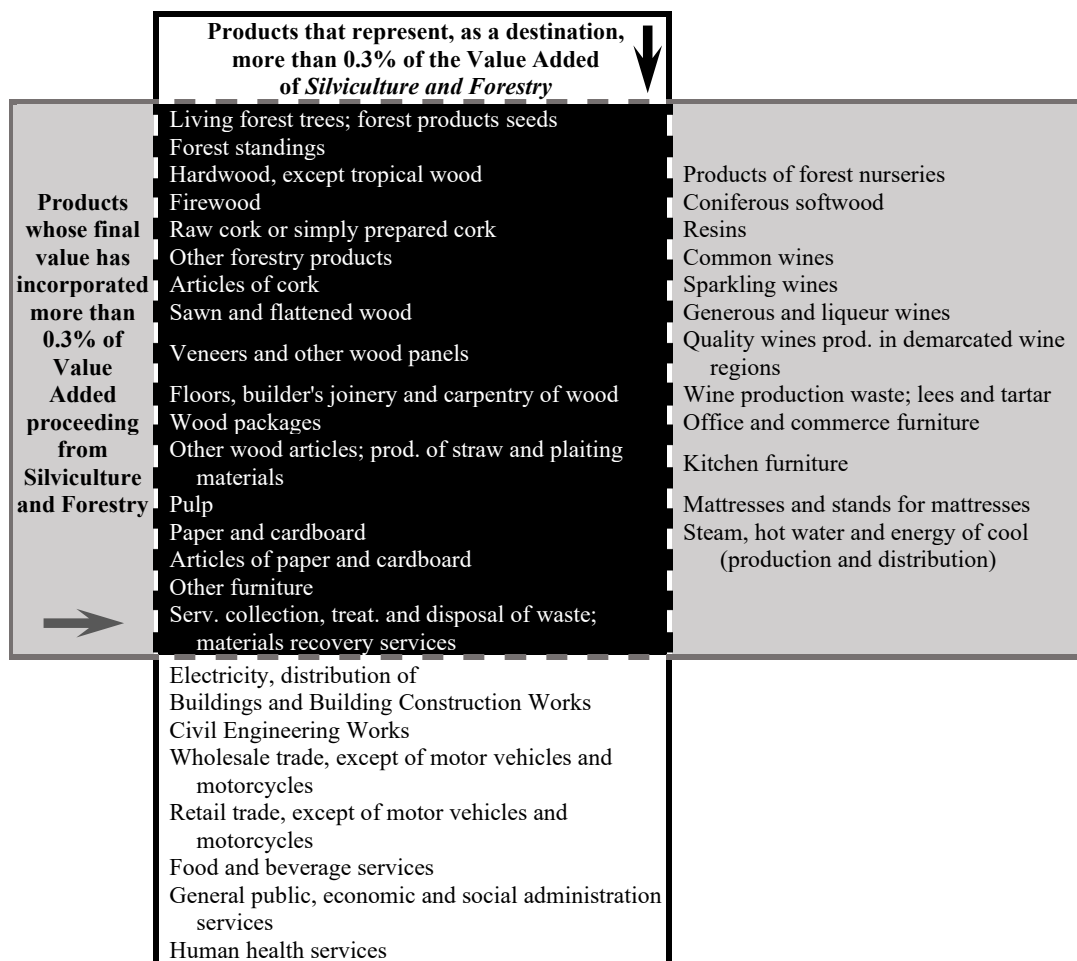 Products that represent, as a destination,
more than 0.3% of the Value Added
of Silviculture and Forestry
Products
whose final
value has
incorporated
more than
0.3% of
Value
Added
proceeding
from
Silviculture
and Forestry
Living forest trees; forest products seeds
Forest standings
Hardwood, except tropical wood
Firewood
Raw cork or simply prepared cork
Other forestry products
Articles of cork
Sawn and flattened wood
Veneers and other wood panels
Floors, builder's joinery and carpentry of wood
Wood packages
Other wood articles; prod. of straw and plaiting
materials
Pulp
Paper and cardboard
Articles of paper and cardboard
Other furniture
Serv. collection, treat. and disposal of waste;
materials recovery services
Products of forest nurseries
Coniferous softwood
Resins
Common wines
Sparkling wines
Generous and liqueur wines
Quality wines prod. in demarcated wine
regions
Wine production waste; lees and tartar
Office and commerce furniture
Kitchen furniture
Mattresses and stands for mattresses
Steam, hot water and energy of cool
(production and distribution)
Electricity, distribution of
Buildings and Building Construction Works
Civil Engineering Works
Wholesale trade, except of motor vehicles and
motorcycles
Retail trade, except of motor vehicles and
motorcycles
Food and beverage services
General public, economic and social administration
services
Human health services